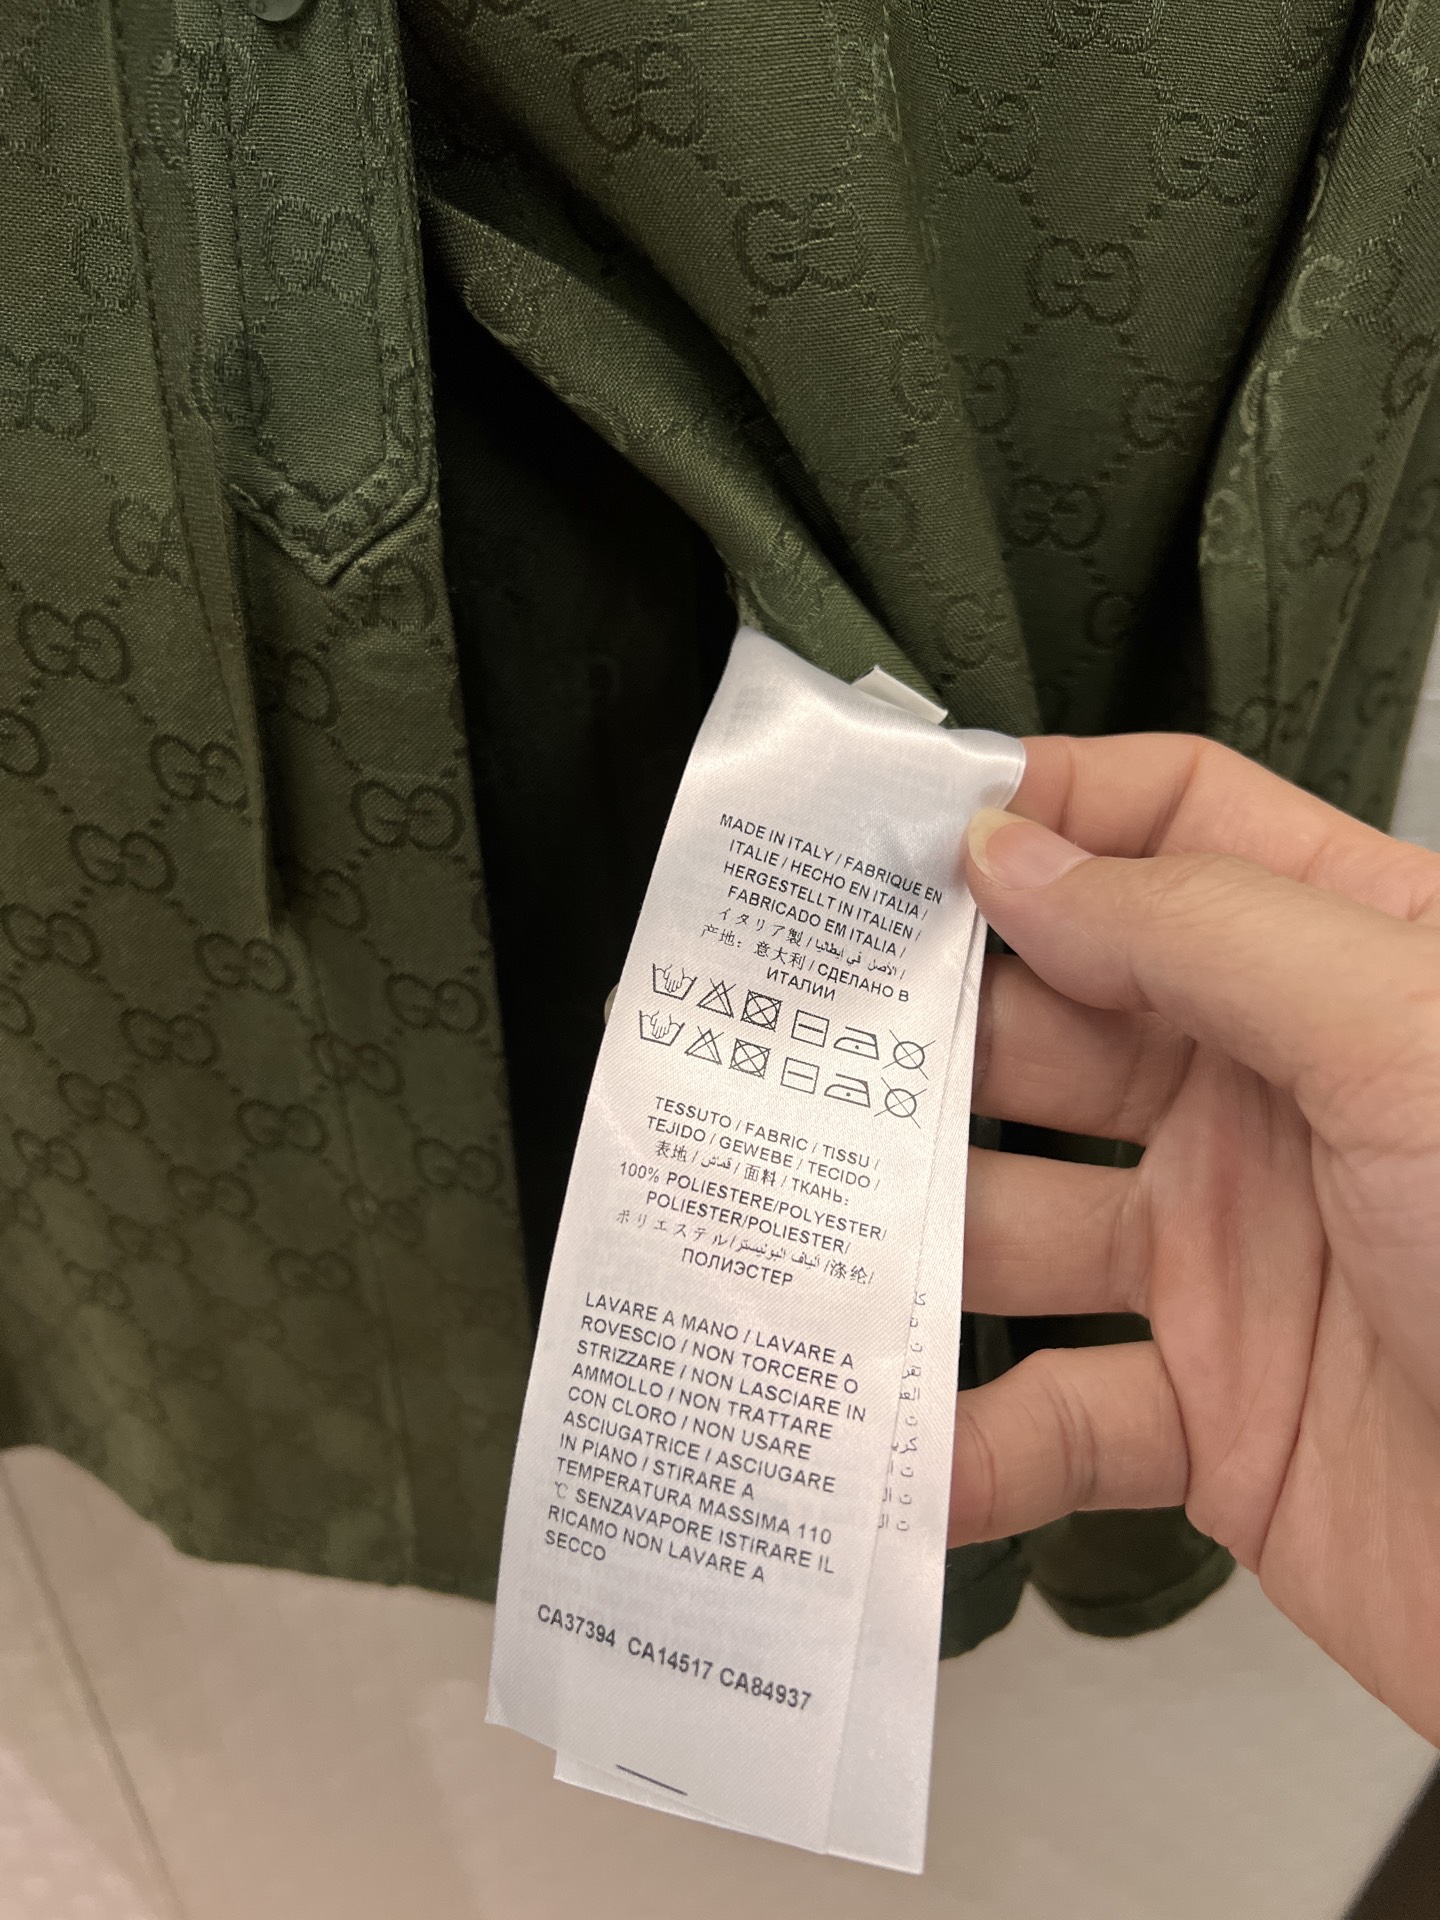 MADE IN ITALY / FABRIQUE EN
ITALIE / HECHO EN ITALIA /
HERGESTELLT IN ITALIEN /
FABRICADO EM ITALIA /
イタリア製 / الأصل في إيطاليا /
产地：意大利 / СДЕЛАНО В
ИТАЛИИ
TESSUTO / FABRIC / TISSU /
TEJIDO / GEWEBE / TECIDO /
表地 / قماش / 面料 / ТКАНЬ:
100% POLIESTERE/POLYESTER/
POLIESTER/POLIESTER/
ポリエステル/ألياف البوليستر/涤纶/
ПОЛИЭСТЕР
LAVARE A MANO / LAVARE A
ROVESCIO / NON TORCERE O
STRIZZARE / NON LASCIARE IN
AMMOLLO / NON TRATTARE
CON CLORO / NON USARE
ASCIUGATRICE / ASCIUGARE
IN PIANO / STIRARE A
TEMPERATURA MASSIMA 110
℃ SENZAVAPORE ISTIRARE IL
RICAMO NON LAVARE A
SECCO
CA37394 CA14517 CA84937